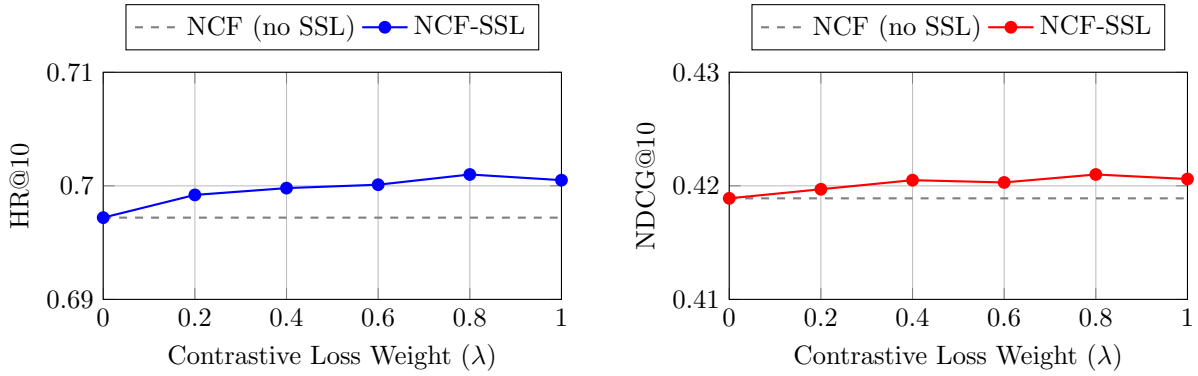 NCF (no SSL) NCF-SSL
0.71
0.7
0.69
HR@10
0 0.2 0.4 0.6 0.8 1
Contrastive Loss Weight (λ)
NCF (no SSL) NCF-SSL
0.43
0.42
0.41
NDCG@10
0 0.2 0.4 0.6 0.8 1
Contrastive Loss Weight (λ)